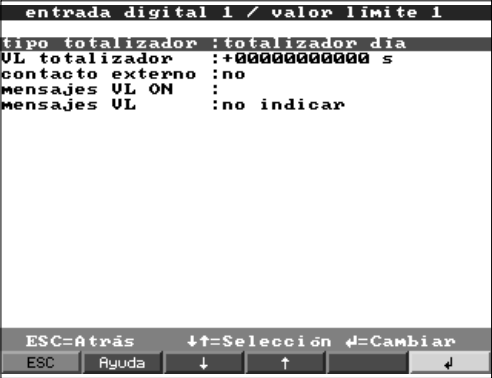 entrada digital 1 / valor límite 1
tipo totalizador :totalizador día
VL totalizador :+00000000000 s
contacto externo :no
mensajes VL ON :
mensajes VL :no indicar
ESC=Atrás ↓↑=Selección ↲=Cambiar
ESC Ayuda ↓ ↑ ↲